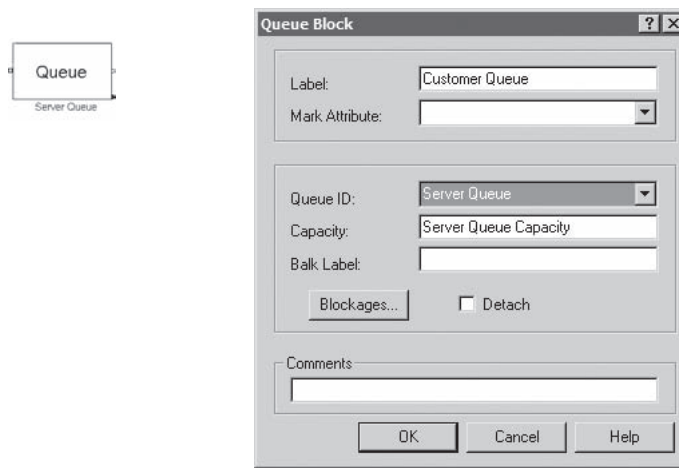 Queue
Server Queue
Queue Block
Label: Customer Queue
Mark Attribute:
Queue ID: Server Queue
Capacity: Server Queue Capacity
Balk Label:
Blockages... Detach
Comments
OK Cancel Help